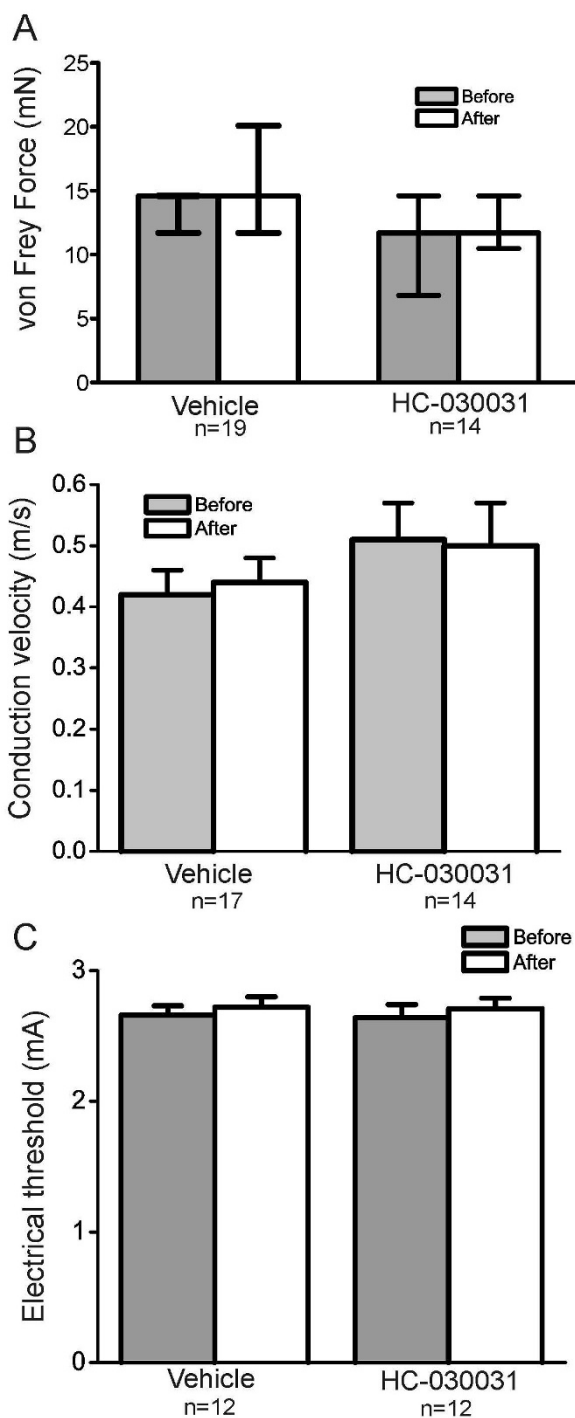 A
von Frey Force (mN)
25
20
15
10
5
0
Before
After
Vehicle
n=19
HC-030031
n=14
B
Conduction velocity (m/s)
0.6
0.5
0.4
0.3
0.2
0.1
0.0
Before
After
Vehicle
n=17
HC-030031
n=14
C
Electrical threshold (mA)
3
2
1
0
Before
After
Vehicle
n=12
HC-030031
n=12